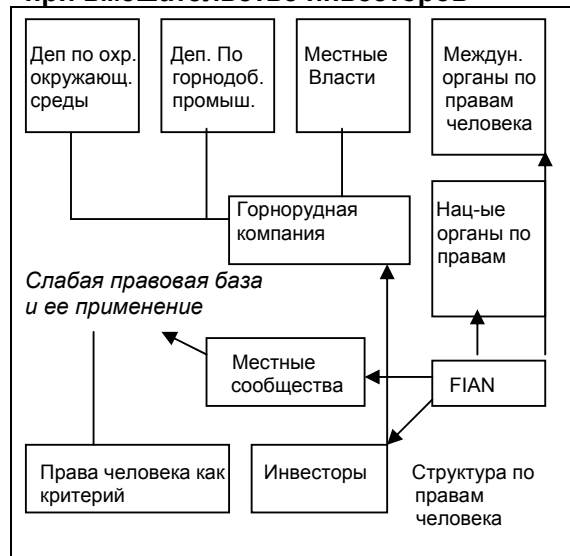 при вмешательстве инвесторов
Деп по охр.
окружающ.
среды
Деп. По
горнодоб.
промыш.
Местные
Власти
Междун.
органы по
правам
человека
Горнорудная
компания
Нац-ые
органы по
правам
Слабая правовая база
и ее применение
Местные
сообщества
FIAN
Права человека как
критерий
Инвесторы
Структура по
правам
человека